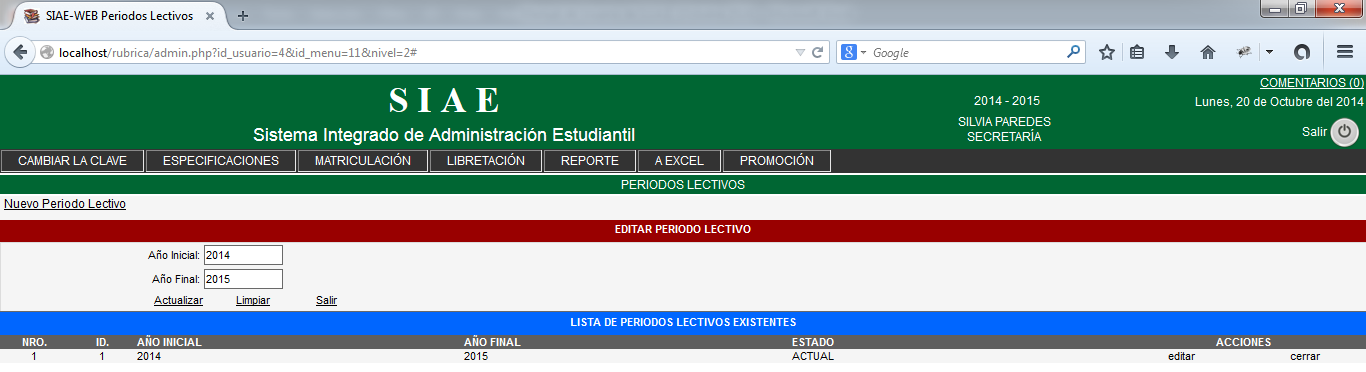 SIAE-WEB Periodos Lectivos
localhost/rubrica/admin.php?id_usuario=4&id_menu=11&nivel=2#
Google
COMENTARIOS (0)
S I A E
2014 - 2015
Lunes, 20 de Octubre del 2014
Sistema Integrado de Administración Estudiantil
SILVIA PAREDES
SECRETARÍA
Salir
CAMBIAR LA CLAVE ESPECIFICACIONES MATRICULACIÓN LIBRETACIÓN REPORTE A EXCEL PROMOCIÓN
PERIODOS LECTIVOS
Nuevo Periodo Lectivo
EDITAR PERIODO LECTIVO
Año Inicial: 2014
Año Final: 2015
Actualizar Limpiar Salir
LISTA DE PERIODOS LECTIVOS EXISTENTES
NRO. ID. AÑO INICIAL AÑO FINAL ESTADO ACCIONES
1 1 2014 2015 ACTUAL editar cerrar